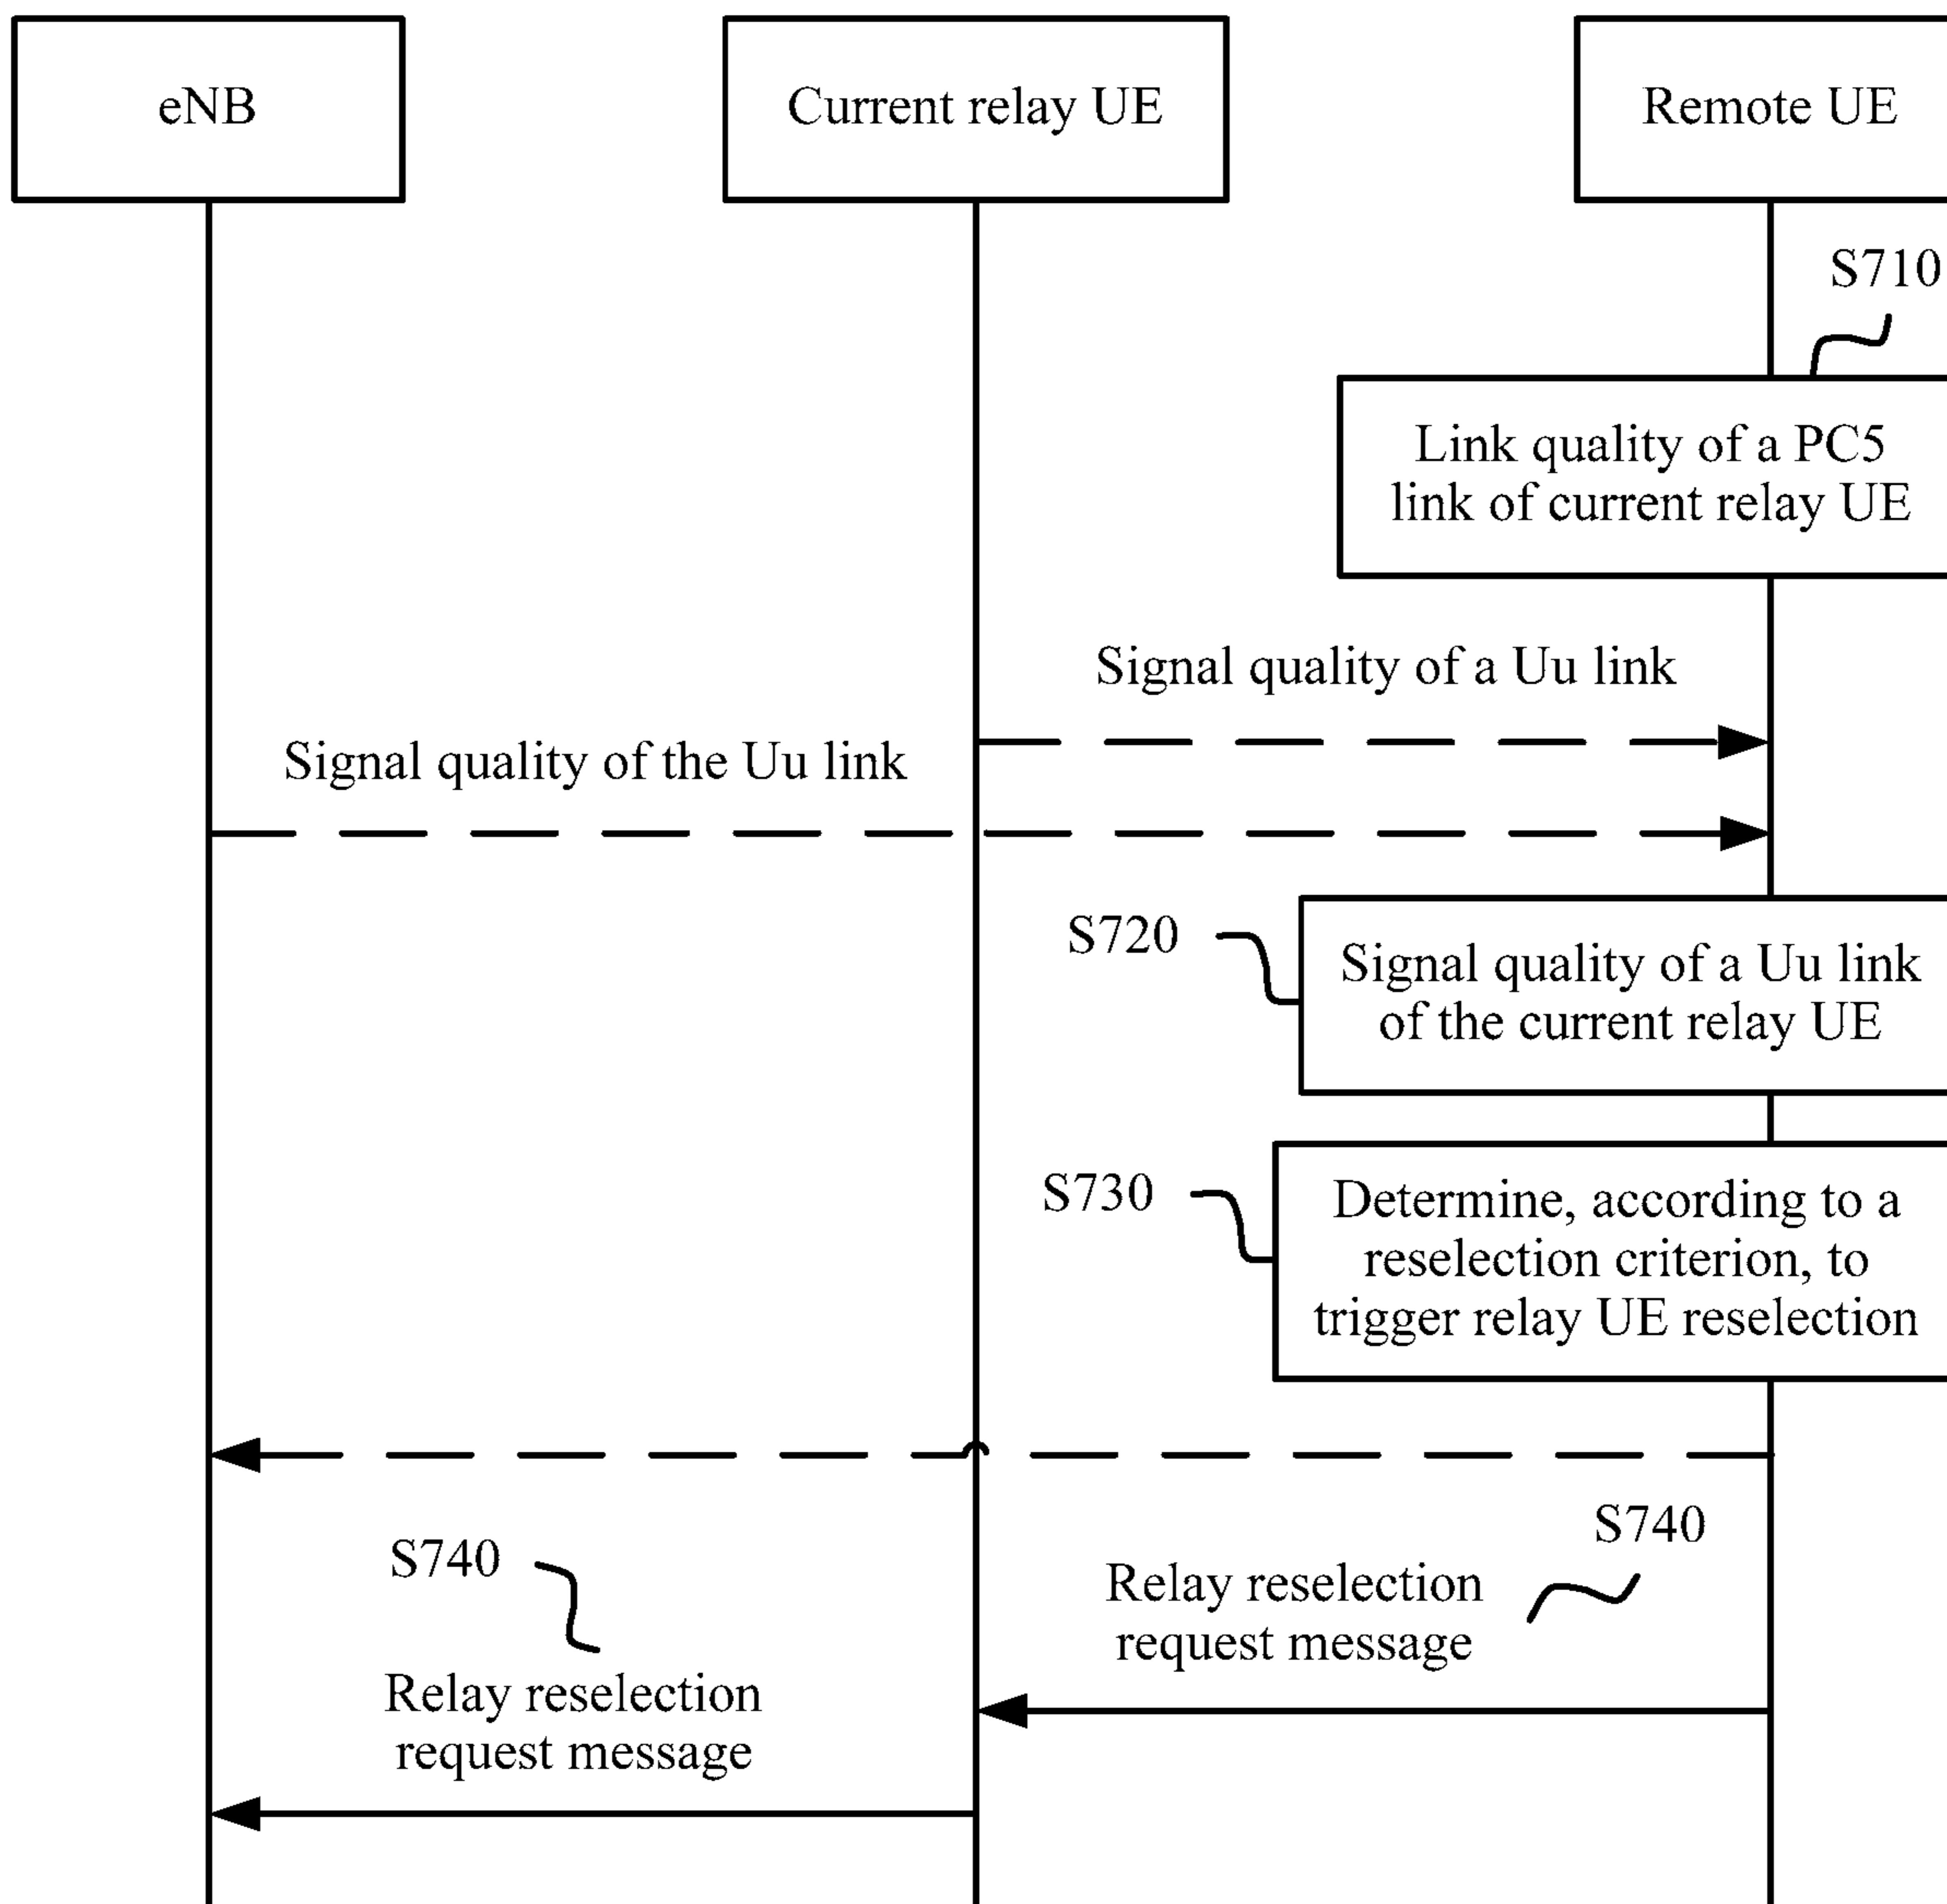 eNB
Current relay UE
Remote UE
S710
Link quality of a PC5
link of current relay UE
Signal quality of a Uu link
Signal quality of the Uu link
S720
Signal quality of a Uu link
of the current relay UE
S730
Determine, according to a
reselection criterion, to
trigger relay UE reselection
S740
Relay reselection
request message
S740
Relay reselection
request message